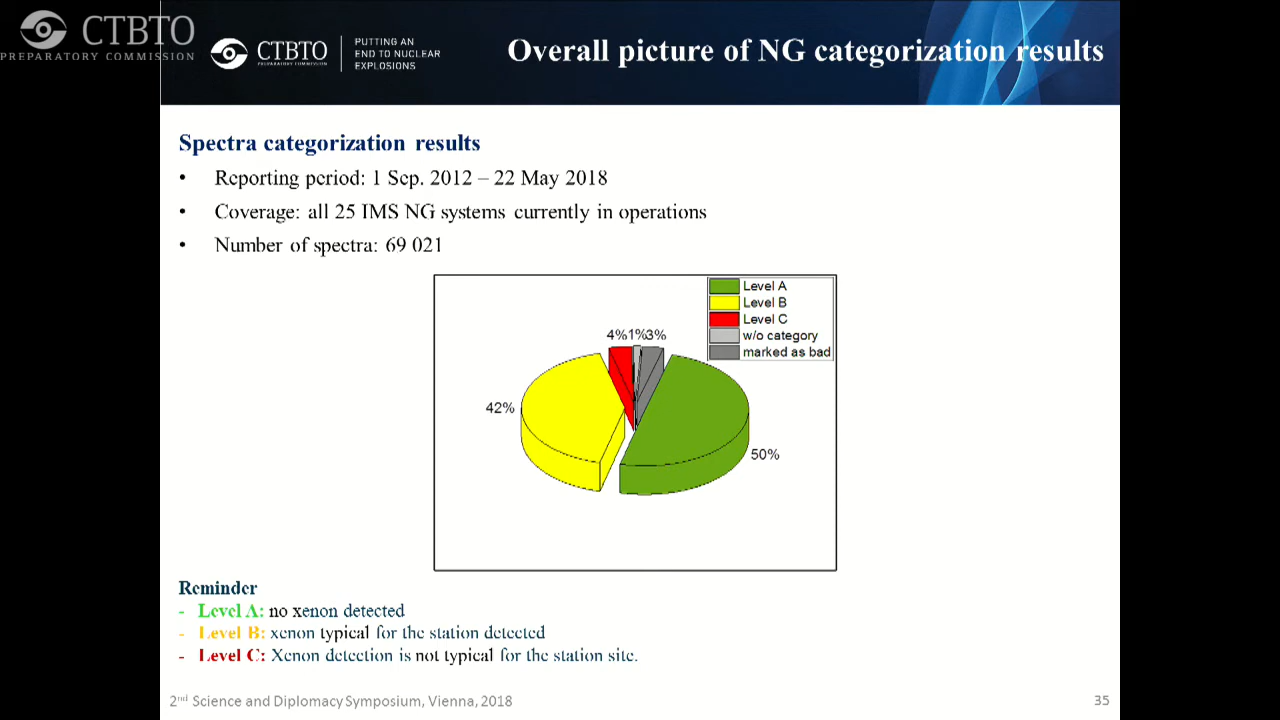 CTBTO
PREPARATORY COMMISSION
CTBTO
PREPARATORY COMMISSION
PUTTING AN
END TO NUCLEAR
EXPLOSIONS
Overall picture of NG categorization results
Spectra categorization results
• Reporting period: 1 Sep. 2012 – 22 May 2018
• Coverage: all 25 IMS NG systems currently in operations
• Number of spectra: 69 021
Level A
Level B
Level C
w/o category
marked as bad
4% 1% 3%
42%
50%
Reminder
- Level A: no xenon detected
- Level B: xenon typical for the station detected
- Level C: Xenon detection is not typical for the station site.
2nd Science and Diplomacy Symposium, Vienna, 2018
35